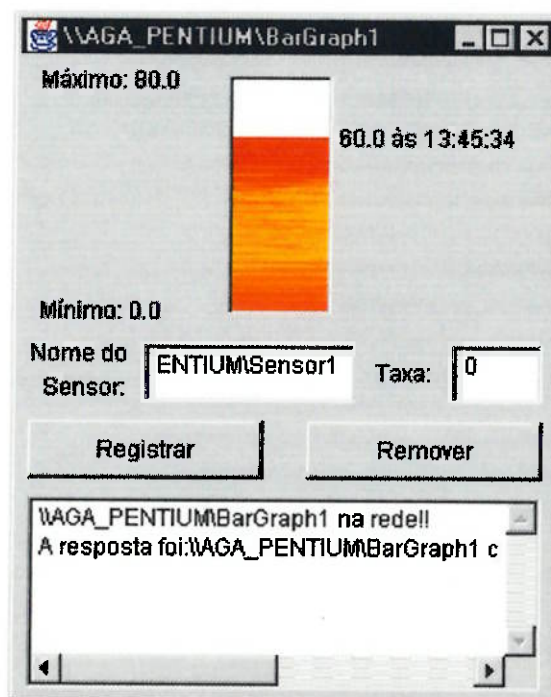 \\AGA_PENTIUM\BarGraph1
Máximo: 80.0
60.0 às 13:45:34
Mínimo: 0.0
Nome do
Sensor:
ENTIUM\Sensor1
Taxa:
0
Registrar
Remover
\\AGA_PENTIUM\BarGraph1 na rede!!
A resposta foi:\\AGA_PENTIUM\BarGraph1 c